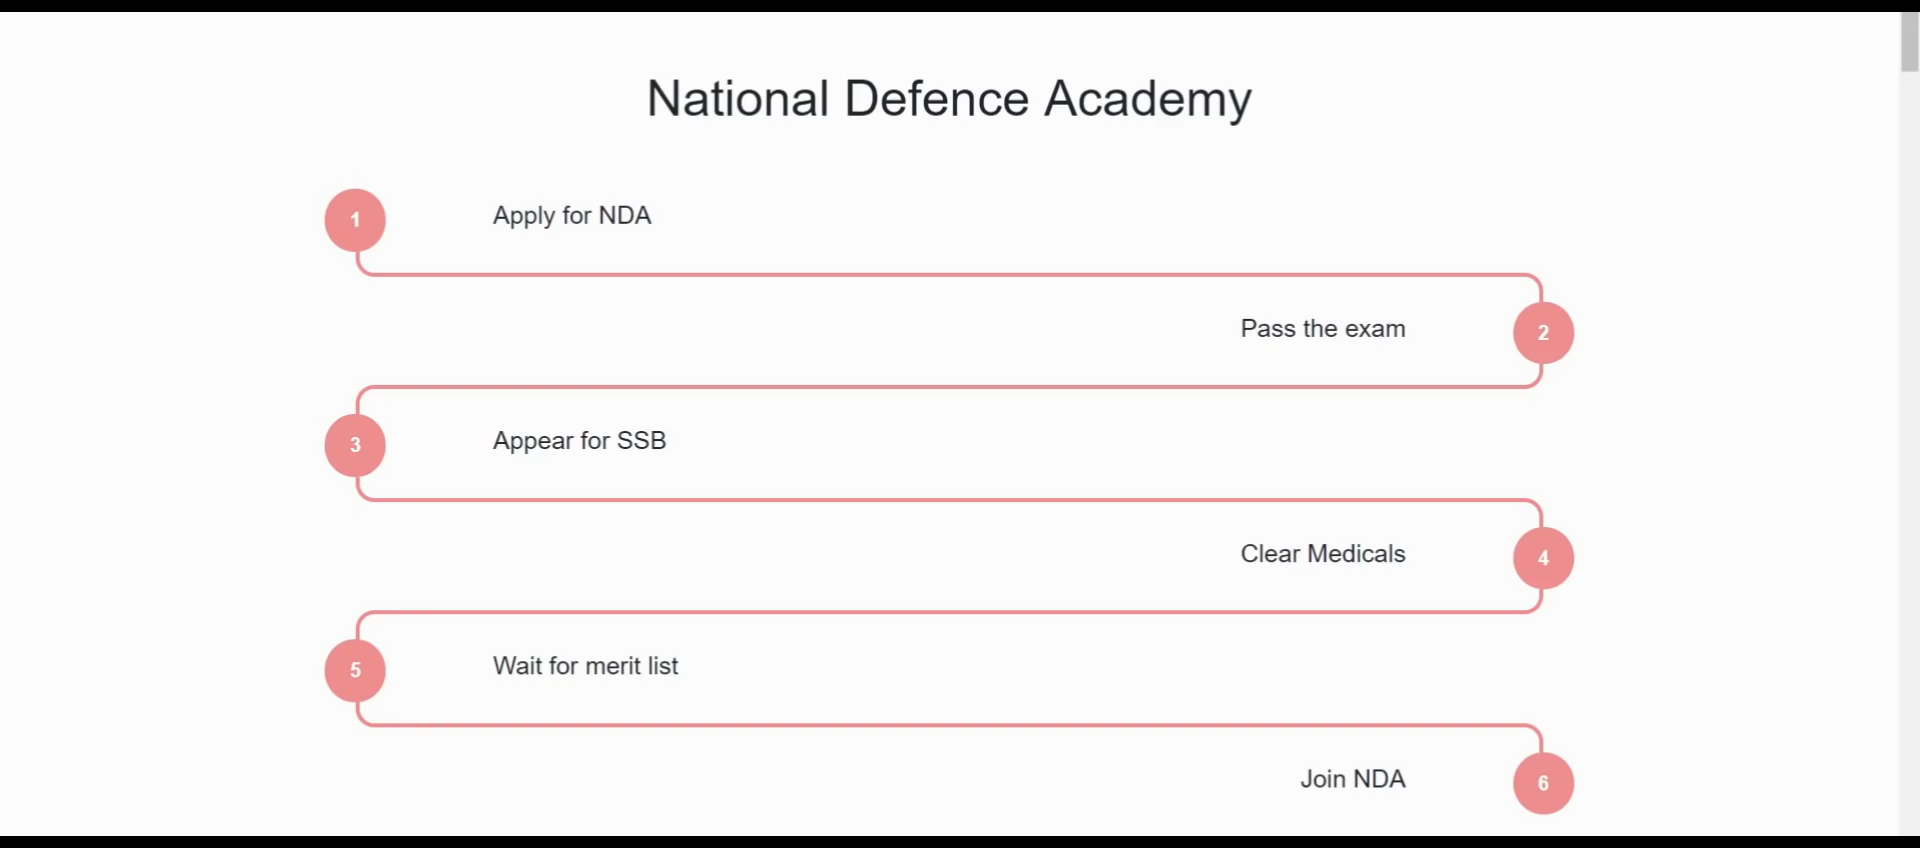 National Defence Academy
1
Apply for NDA
Pass the exam
2
3
Appear for SSB
Clear Medicals
4
5
Wait for merit list
Join NDA
6